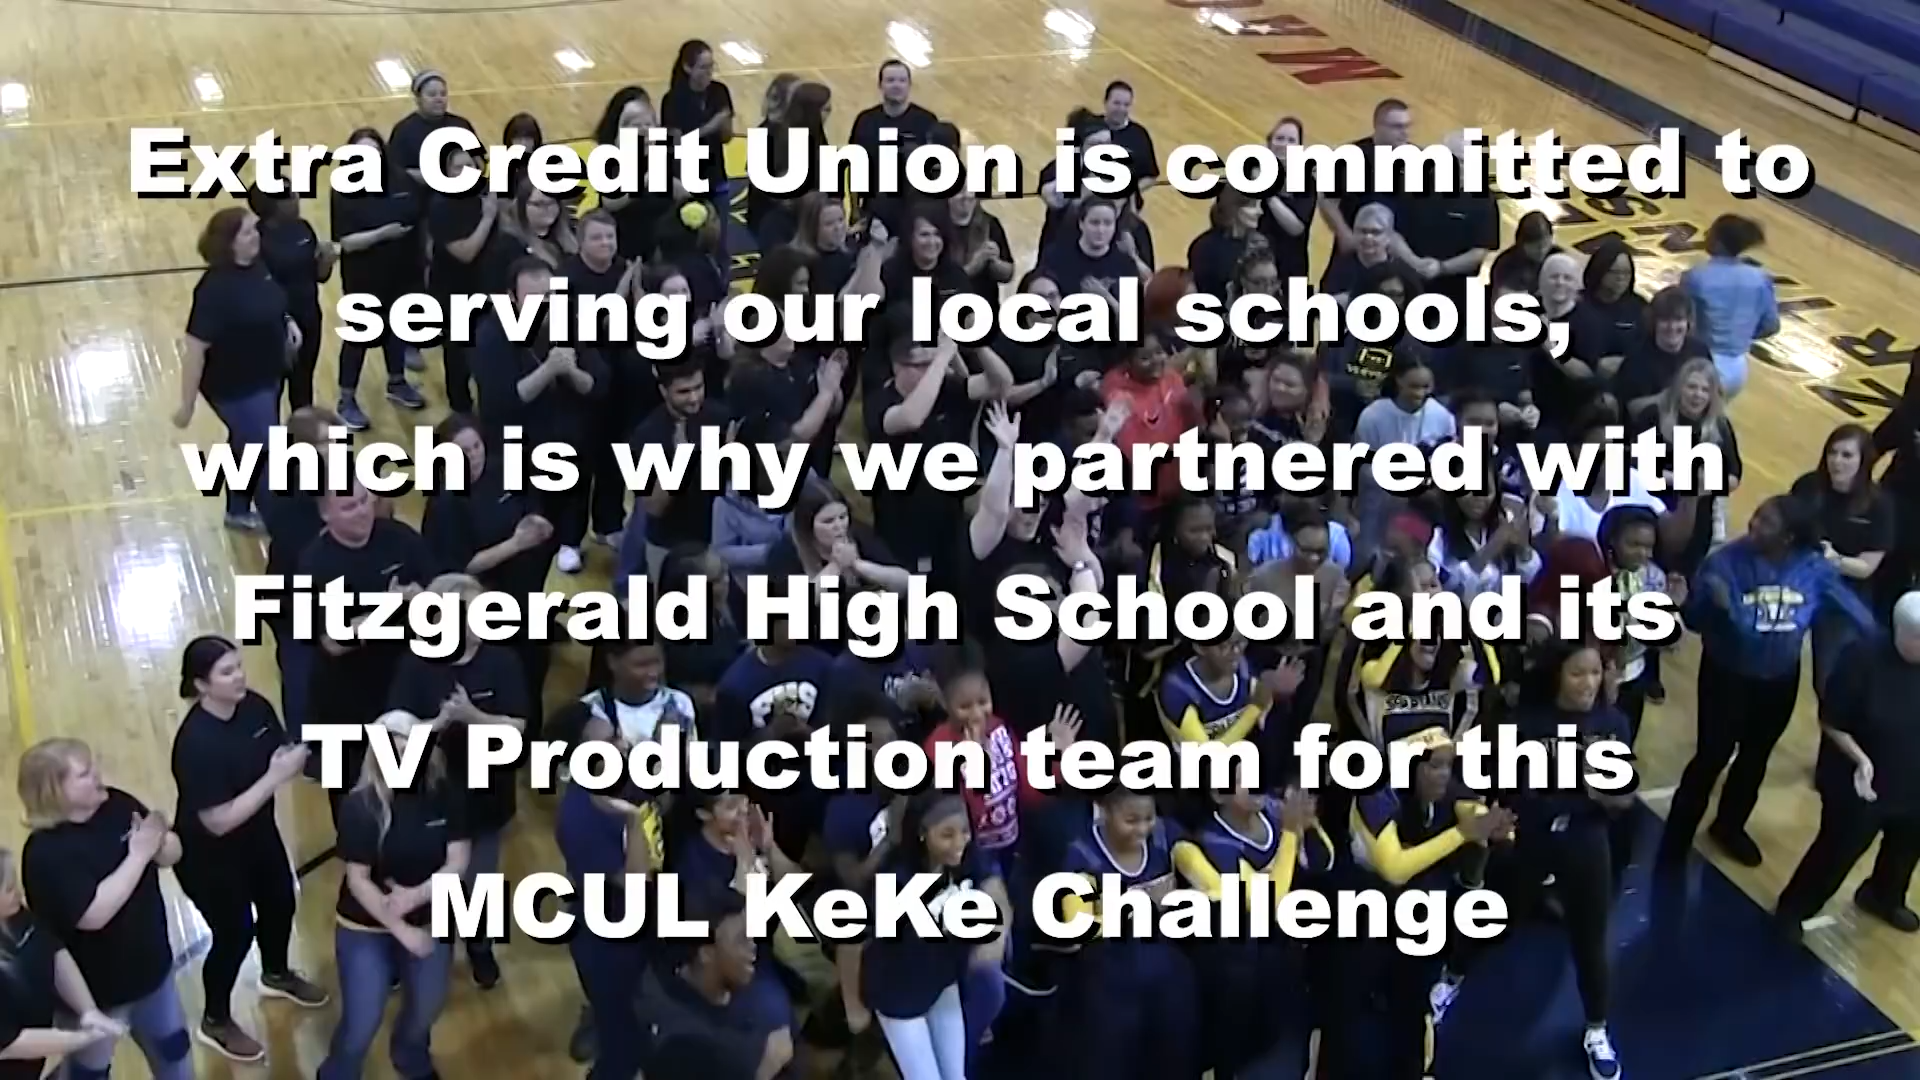 Extra Credit Union is committed to
serving our local schools,
which is why we partnered with
Fitzgerald High School and its
TV Production team for this
MCUL KeKe Challenge
FHS